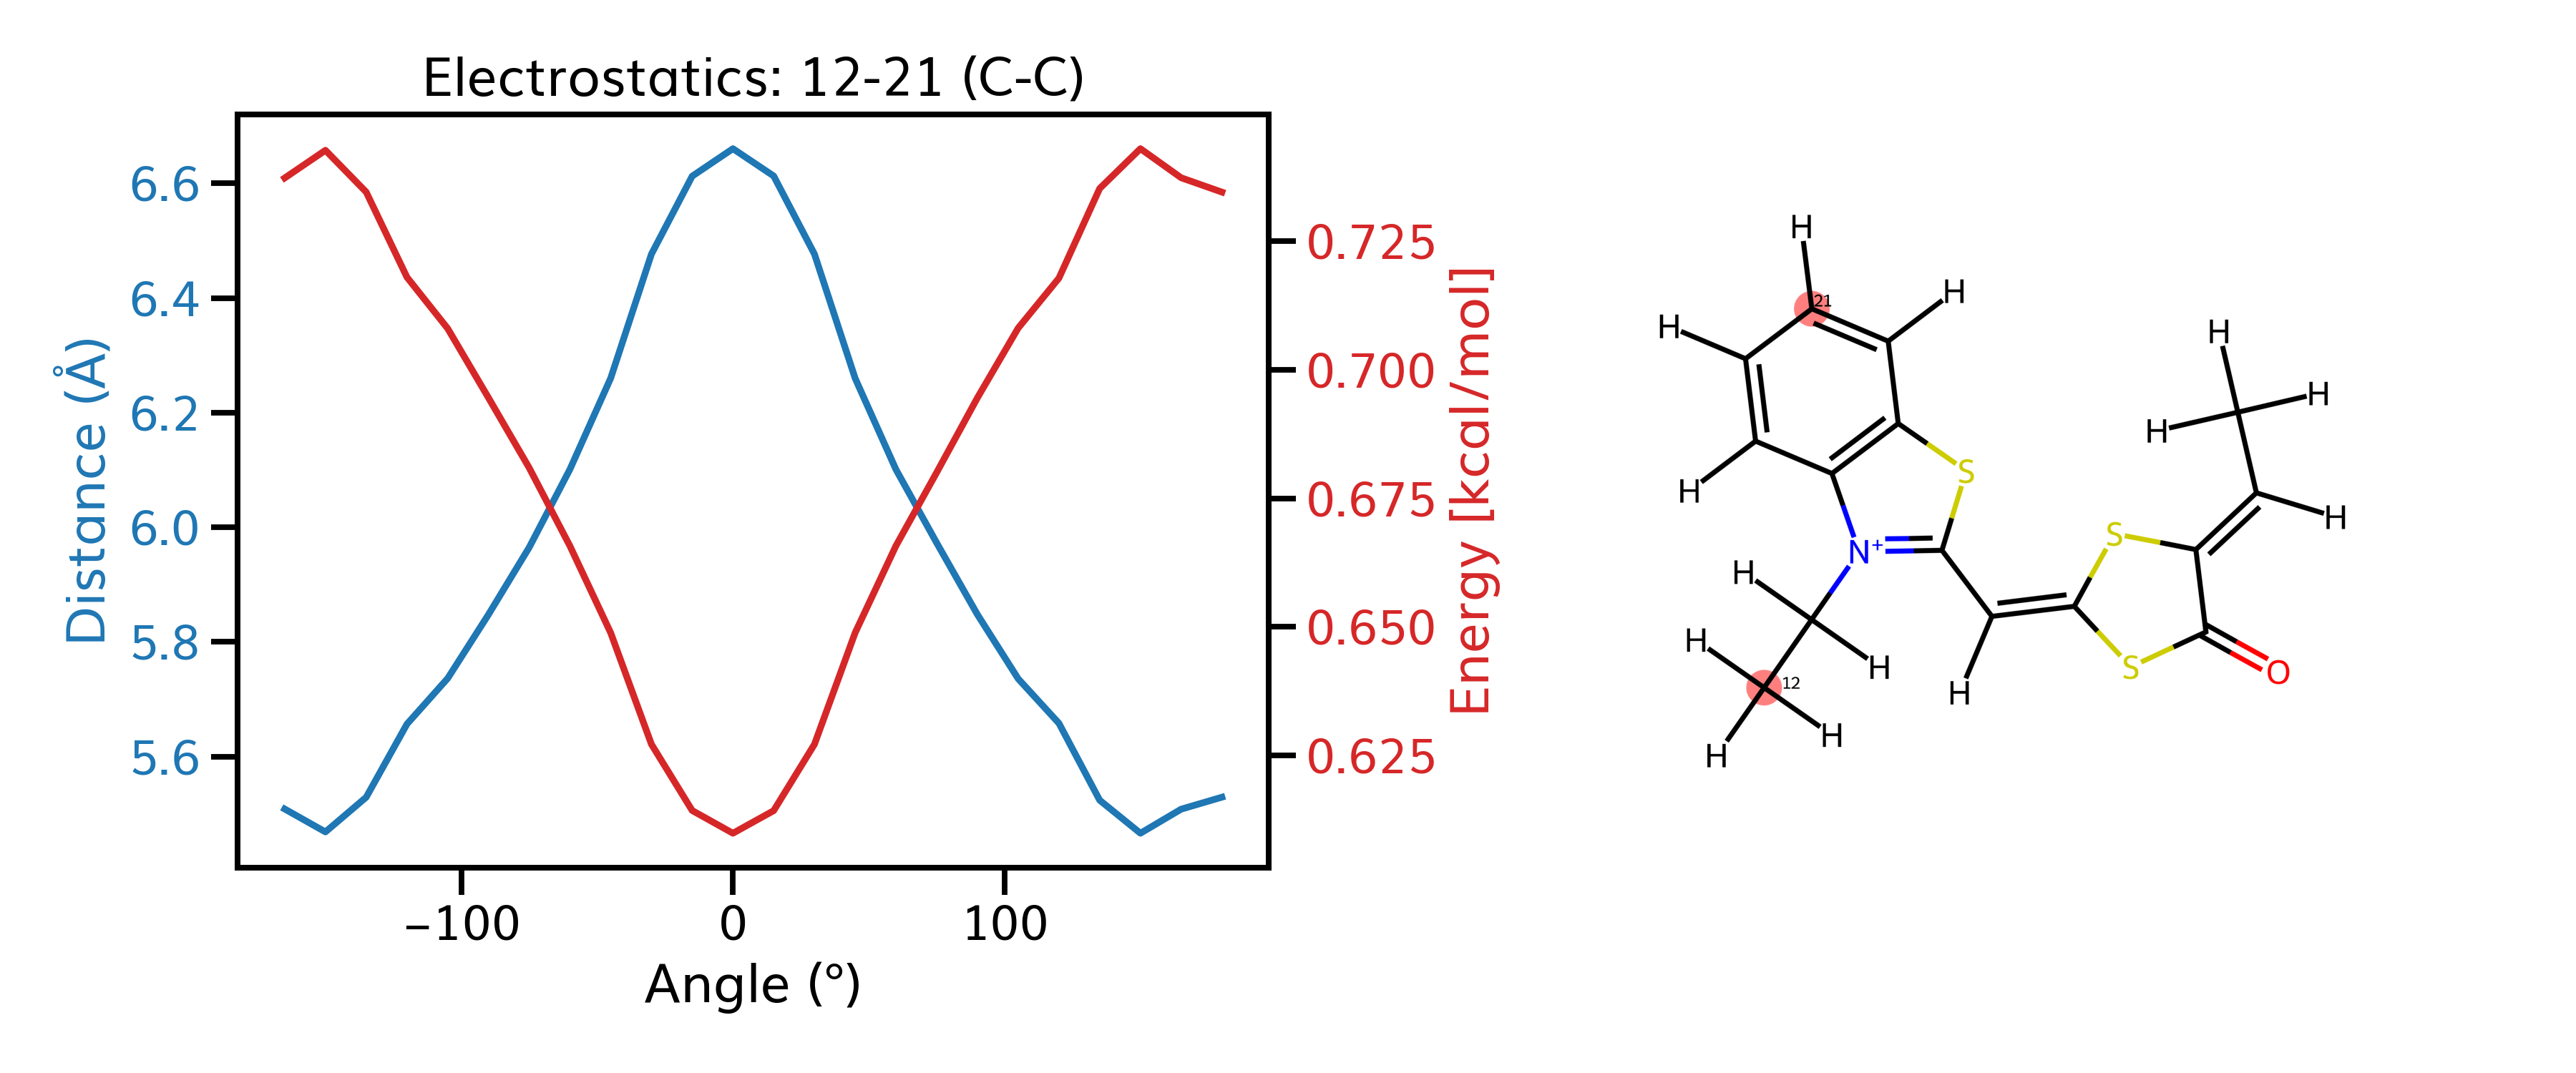 Electrostatics: 12-21 (C-C)
Distance (Å)
6.6
6.4
6.2
6.0
5.8
5.6
0.725
0.700
0.675
0.650
0.625
Energy [kcal/mol]
−100 0 100
Angle (°)
H
21
H
H
H
H
H
H
S
H
S
H
N⁺
H
H
H
S
O
12
H
H
H